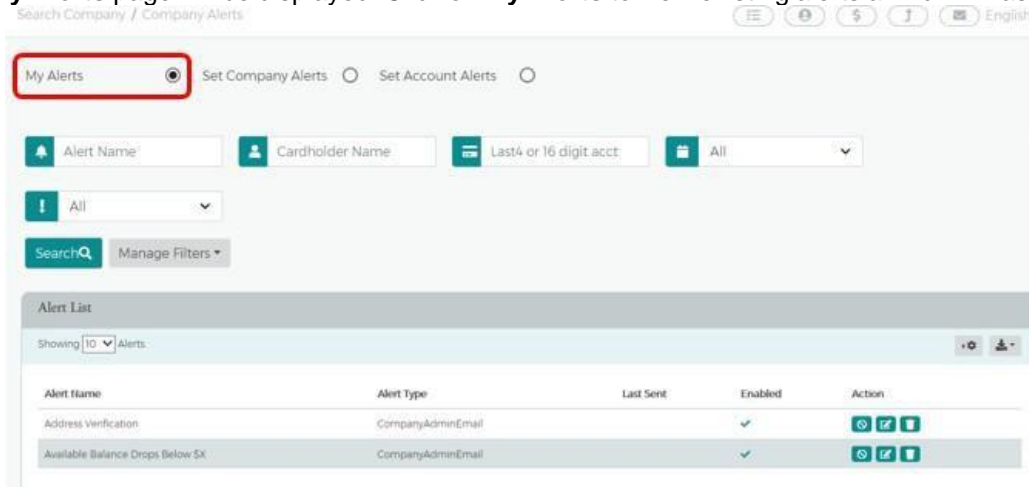 Search Company / Company Alerts
English
My Alerts Set Company Alerts Set Account Alerts
Alert Name Cardholder Name Last4 or 16 digit acct All
All
Search Manage Filters
Alert List
Showing 10 Alerts
Alert Name Alert Type Last Sent Enabled Action
Address Verification CompanyAdminEmail
Available Balance Drops Below $X CompanyAdminEmail